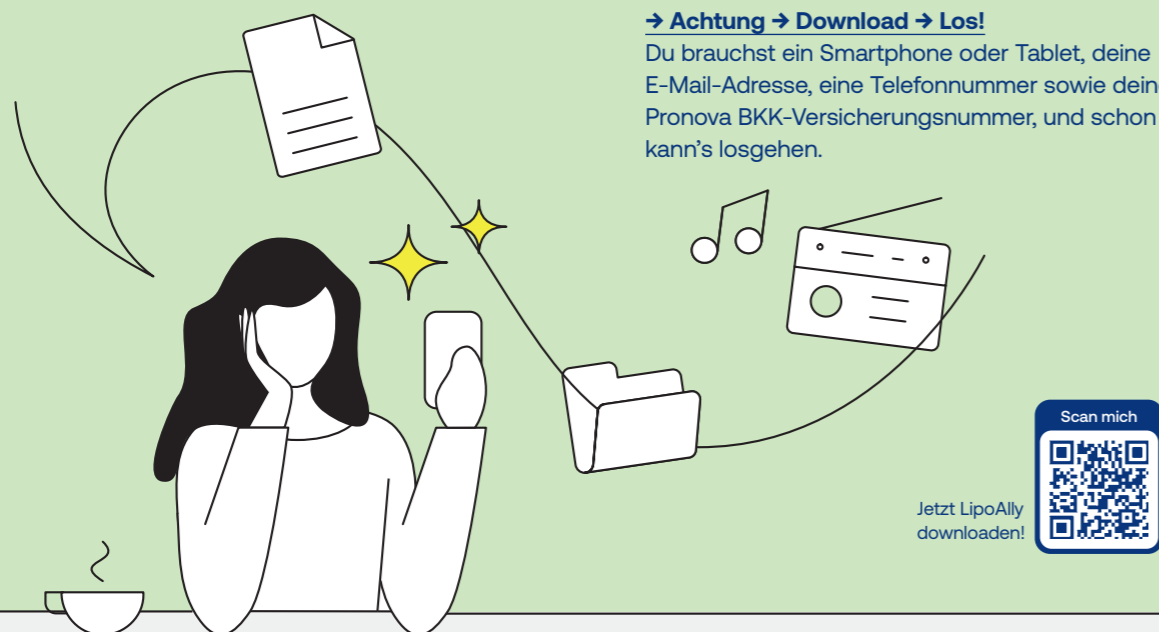 → Achtung → Download → Los!
Du brauchst ein Smartphone oder Tablet, deine
E-Mail-Adresse, eine Telefonnummer sowie dein
Pronova BKK-Versicherungsnummer, und schon
kann’s losgehen.
Scan mich
Jetzt LipoAlly
downloaden!